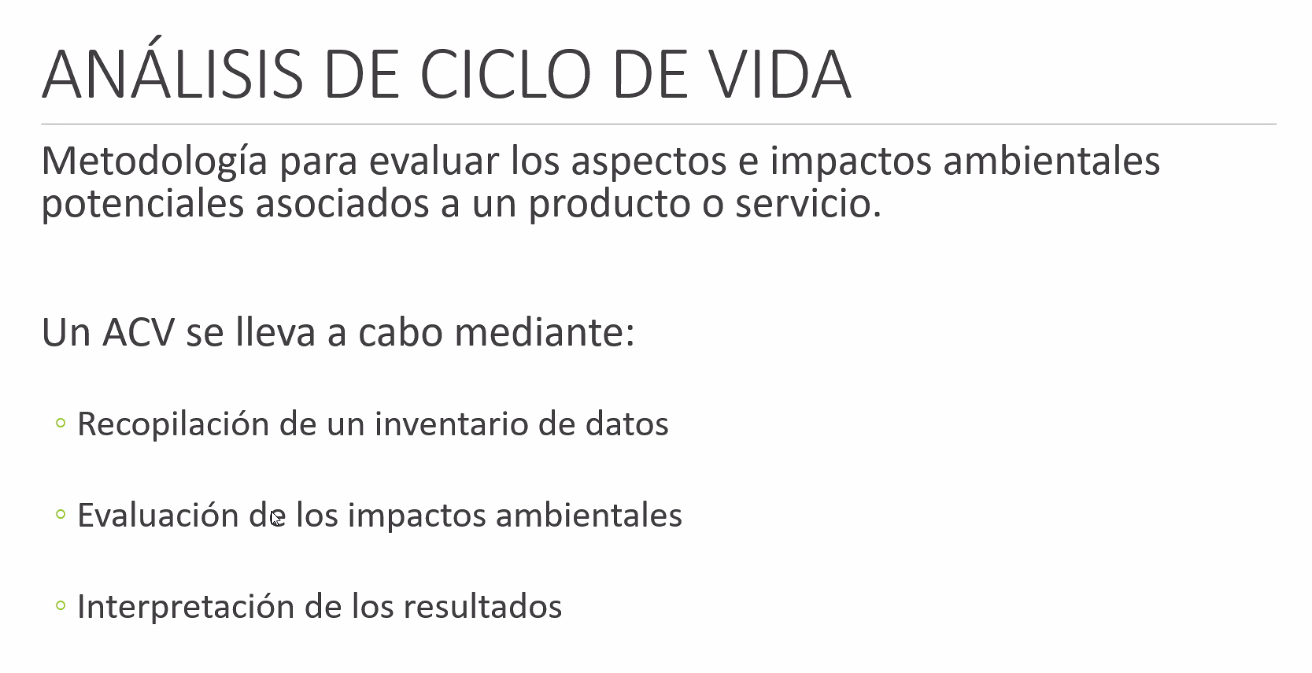 ANÁLISIS DE CICLO DE VIDA
Metodología para evaluar los aspectos e impactos ambientales
potenciales asociados a un producto o servicio.
Un ACV se lleva a cabo mediante:
◦ Recopilación de un inventario de datos
◦ Evaluación de los impactos ambientales
◦ Interpretación de los resultados